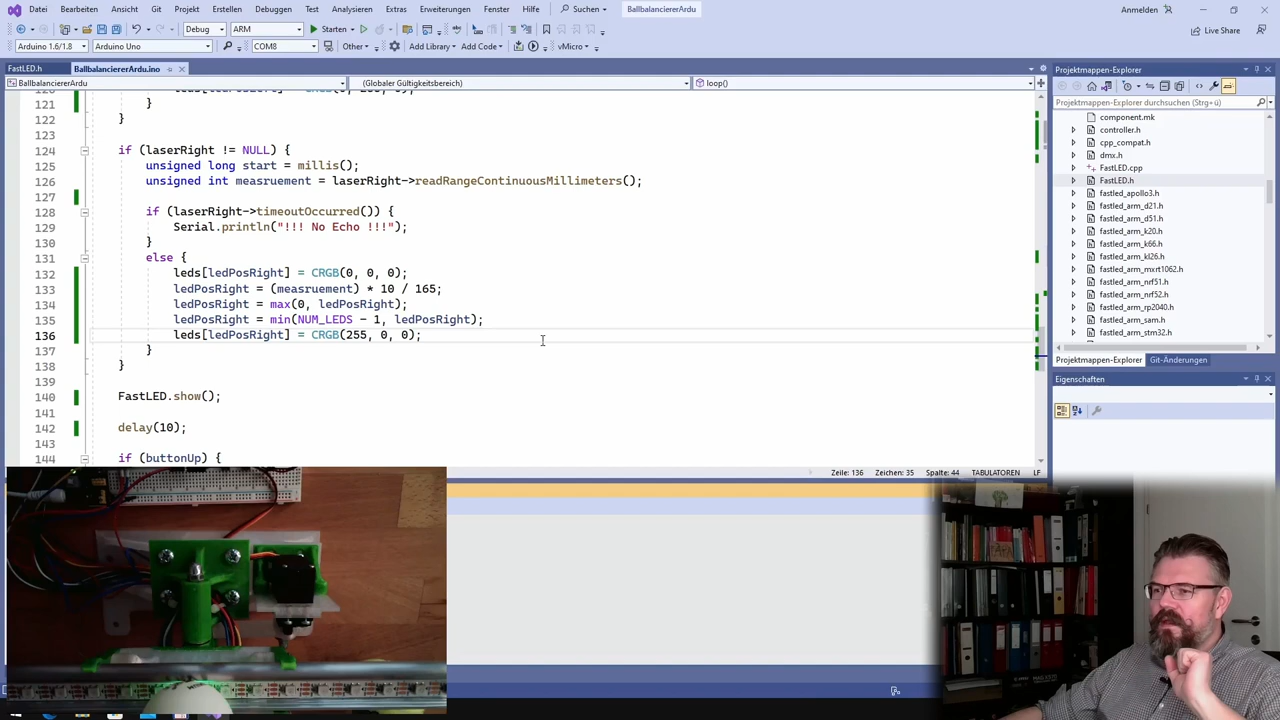 Datei Bearbeiten Ansicht Git Projekt Erstellen Debuggen Test Analysieren Extras Erweiterungen Fenster Hilfe Suchen BallbalanciererArdu Anmelden
Debug ARM Starten Live Share
Arduino 1.6/1.8 Arduino Uno COM8 Other Add Library Add Code vMicro
FastLED.h BallbalanciererArdu.ino
BallbalanciererArdu (Globaler Gültigkeitsbereich) loop()
121 }
122 }
123
124 if (laserRight != NULL) {
125 unsigned long start = millis();
126 unsigned int measruement = laserRight->readRangeContinuousMillimeters();
127
128 if (laserRight->timeoutOccurred()) {
129 Serial.println("!!! No Echo !!!");
130 }
131 else {
132 leds[ledPosRight] = CRGB(0, 0, 0);
133 ledPosRight = (measruement) * 10 / 165;
134 ledPosRight = max(0, ledPosRight);
135 ledPosRight = min(NUM_LEDS - 1, ledPosRight);
136 leds[ledPosRight] = CRGB(255, 0, 0);
137 }
138 }
139
140 FastLED.show();
141
142 delay(10);
143
144 if (buttonUp) {
Zeile: 136 Zeichen: 35 Spalte: 44 TABULATOREN LF
Projektmappen-Explorer
Projektmappen-Explorer durchsuchen (Strg+ü)
component.mk
controller.h
cpp_compat.h
dmx.h
FastLED.cpp
FastLED.h
fastled_apollo3.h
fastled_arm_d21.h
fastled_arm_d51.h
fastled_arm_k20.h
fastled_arm_k66.h
fastled_arm_kl26.h
fastled_arm_mxrt1062.h
fastled_arm_nrf51.h
fastled_arm_nrf52.h
fastled_arm_rp2040.h
fastled_arm_sam.h
fastled_arm_stm32.h
Projektmappen-Explorer Git-Änderungen
Eigenschaften